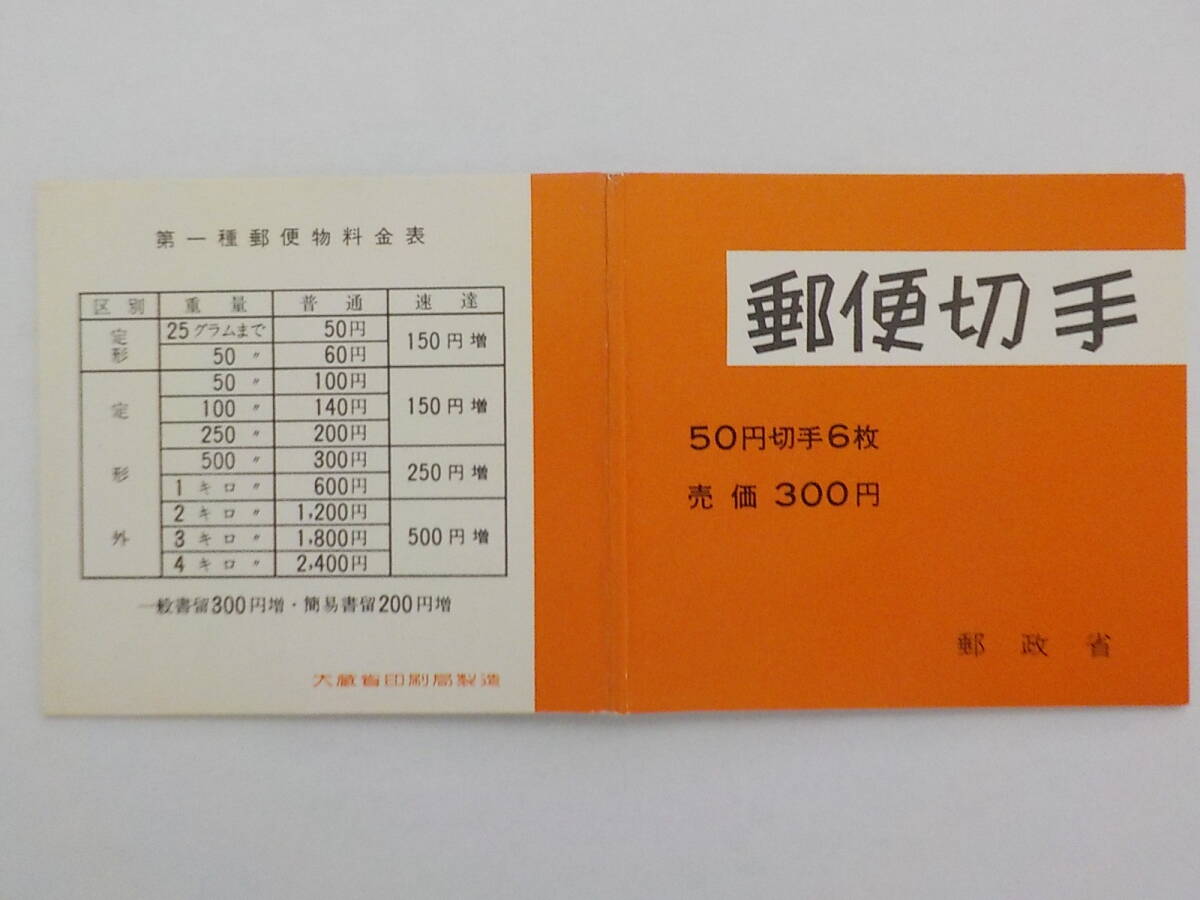 第一種郵便物料金表
区別 重量 普通 速達
定形 25グラムまで 50円 150円増
50 〃 60円
定形外 50 〃 100円 150円増
100 〃 140円
250 〃 200円
500 〃 300円 250円増
1 キロ 〃 600円
2 キロ 〃 1,200円 500円増
3 キロ 〃 1,800円
4 キロ 〃 2,400円
一般書留300円増・簡易書留200円増
大蔵省印刷局製造
郵便切手
50円切手6枚
売価 300円
郵政省